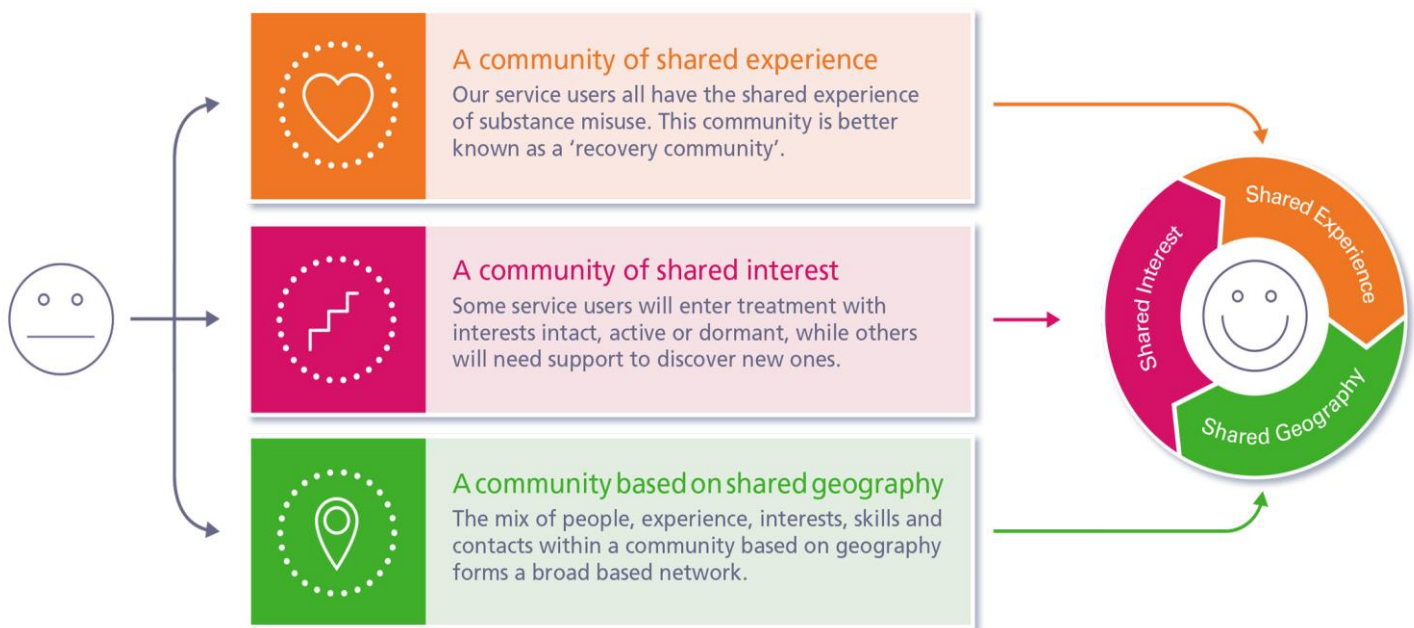 A community of shared experience
Our service users all have the shared experience
of substance misuse. This community is better
known as a ‘recovery community’.
A community of shared interest
Some service users will enter treatment with
interests intact, active or dormant, while others
will need support to discover new ones.
A community based on shared geography
The mix of people, experience, interests, skills and
contacts within a community based on geography
forms a broad based network.
Shared Experience
Shared Interest
Shared Geography